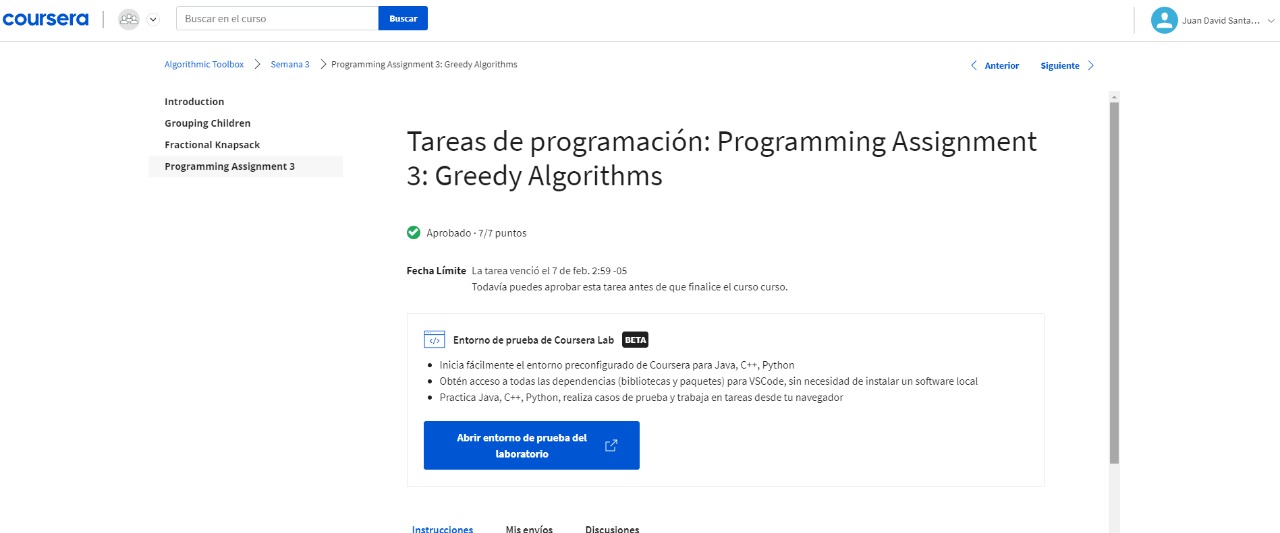 coursera
Buscar en el curso
Buscar
Juan David Santa...
Algorithmic Toolbox
Semana 3
Programming Assignment 3: Greedy Algorithms
Anterior
Siguiente
Introduction
Grouping Children
Fractional Knapsack
Programming Assignment 3
Tareas de programación: Programming Assignment
3: Greedy Algorithms
Aprobado · 7/7 puntos
Fecha Límite La tarea venció el 7 de feb. 2:59 -05
Todavía puedes aprobar esta tarea antes de que finalice el curso curso.
Entorno de prueba de Coursera Lab BETA
• Inicia fácilmente el entorno preconfigurado de Coursera para Java, C++, Python
• Obtén acceso a todas las dependencias (bibliotecas y paquetes) para VSCode, sin necesidad de instalar un software local
• Practica Java, C++, Python, realiza casos de prueba y trabaja en tareas desde tu navegador
Abrir entorno de prueba del
laboratorio
Instrucciones
Mis envíos
Discusiones